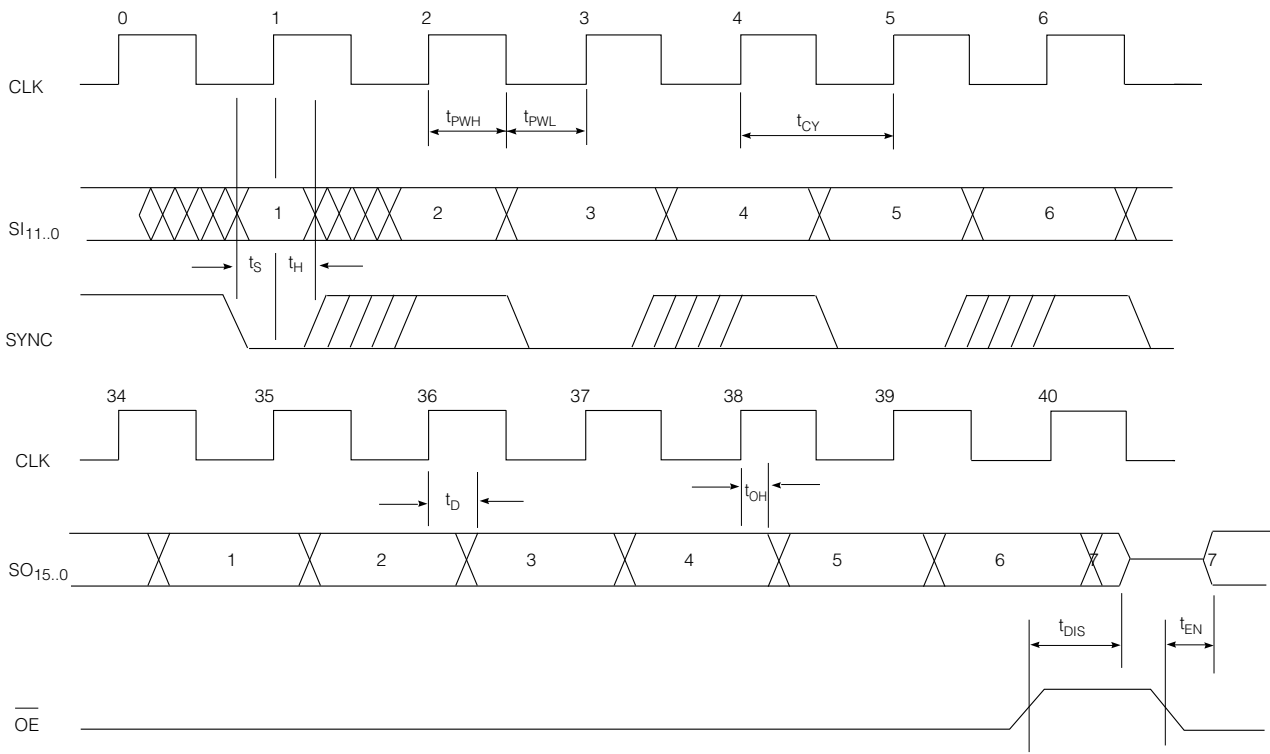 0 1 2 3 4 5 6
CLK
tPWH tPWL tCY
SI11..0 1 2 3 4 5 6
tS tH
SYNC
34 35 36 37 38 39 40
CLK
tD tOH
SO15..0 1 2 3 4 5 6 7 7
tDIS tEN
OE